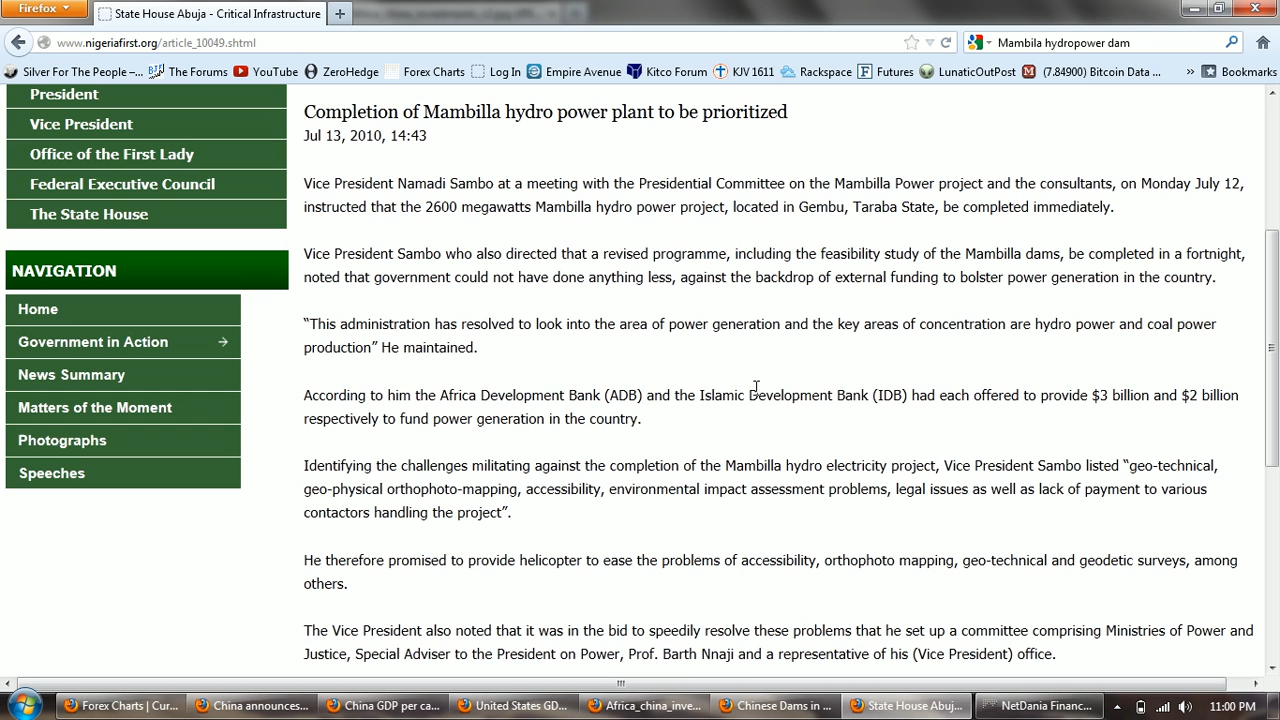 Firefox
State House Abuja - Critical Infrastructure
www.nigeriafirst.org/article_10049.shtml
Mambila hydropower dam
Silver For The People –...
The Forums
YouTube
ZeroHedge
Forex Charts
Log In
Empire Avenue
Kitco Forum
KJV 1611
Rackspace
Futures
LunaticOutPost
(7.84900) Bitcoin Data ...
»
Bookmarks
President
Vice President
Office of the First Lady
Federal Executive Council
The State House
NAVIGATION
Home
Government in Action
News Summary
Matters of the Moment
Photographs
Speeches
Completion of Mambilla hydro power plant to be prioritized
Jul 13, 2010, 14:43
Vice President Namadi Sambo at a meeting with the Presidential Committee on the Mambilla Power project and the consultants, on Monday July 12,
instructed that the 2600 megawatts Mambilla hydro power project, located in Gembu, Taraba State, be completed immediately.
Vice President Sambo who also directed that a revised programme, including the feasibility study of the Mambilla dams, be completed in a fortnight,
noted that government could not have done anything less, against the backdrop of external funding to bolster power generation in the country.
“This administration has resolved to look into the area of power generation and the key areas of concentration are hydro power and coal power
production” He maintained.
According to him the Africa Development Bank (ADB) and the Islamic Development Bank (IDB) had each offered to provide $3 billion and $2 billion
respectively to fund power generation in the country.
Identifying the challenges militating against the completion of the Mambilla hydro electricity project, Vice President Sambo listed “geo-technical,
geo-physical orthophoto-mapping, accessibility, environmental impact assessment problems, legal issues as well as lack of payment to various
contactors handling the project”.
He therefore promised to provide helicopter to ease the problems of accessibility, orthophoto mapping, geo-technical and geodetic surveys, among
others.
The Vice President also noted that it was in the bid to speedily resolve these problems that he set up a committee comprising Ministries of Power and
Justice, Special Adviser to the President on Power, Prof. Barth Nnaji and a representative of his (Vice President) office.
Forex Charts | Cur...
China announces...
China GDP per ca...
United States GD...
Africa_china_inve...
Chinese Dams in ...
State House Abuj...
NetDania Financ...
11:00 PM